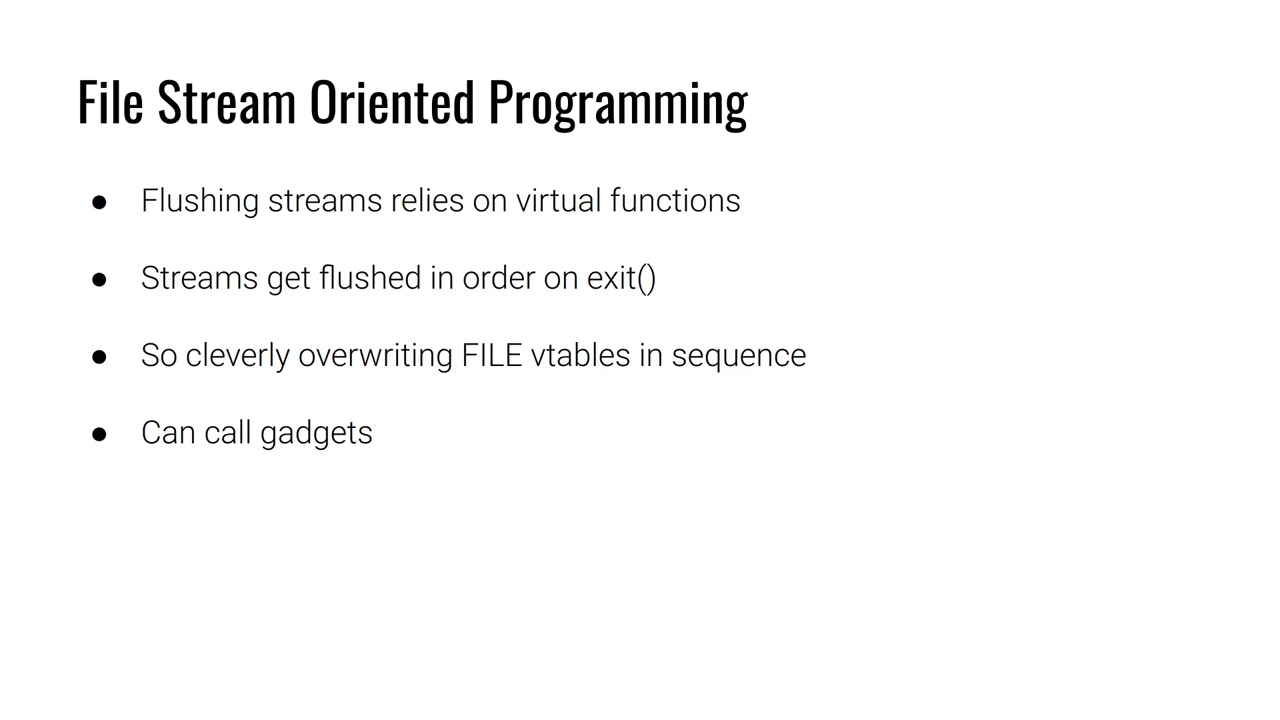 File Stream Oriented Programming
● Flushing streams relies on virtual functions
● Streams get flushed in order on exit()
● So cleverly overwriting FILE vtables in sequence
● Can call gadgets